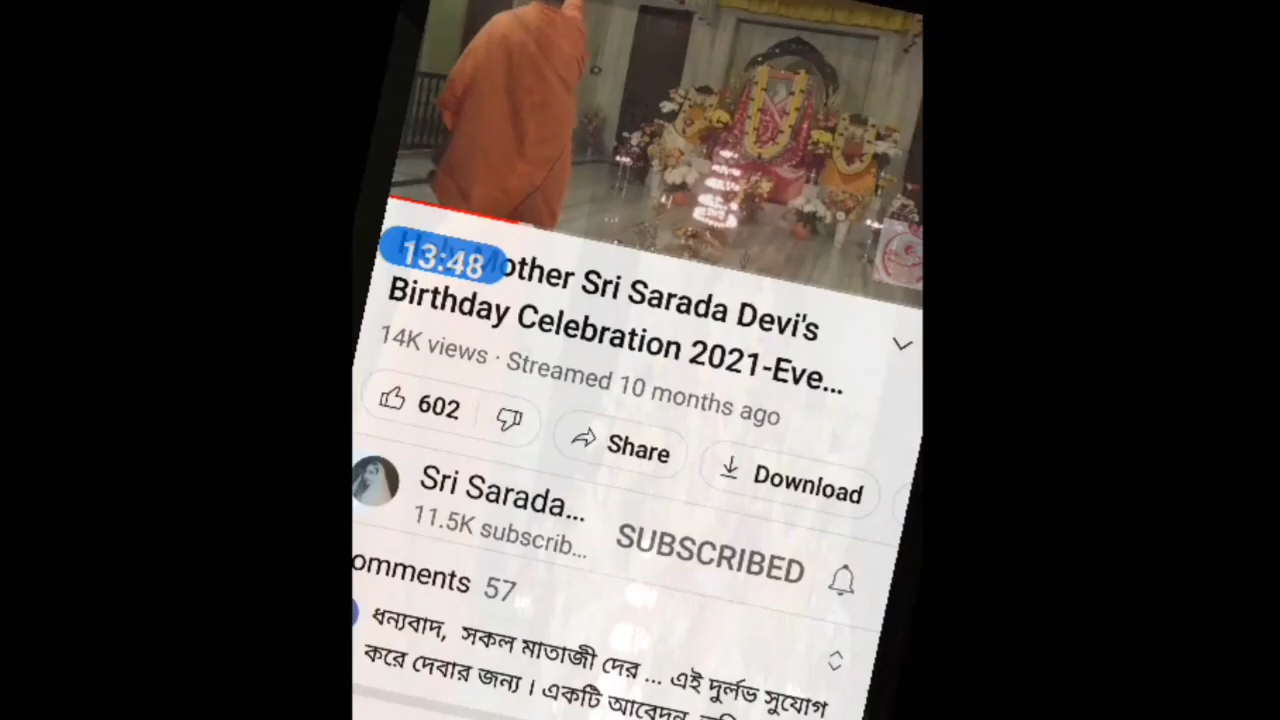 13:48 Mother Sri Sarada Devi's
Birthday Celebration 2021-Eve...
14K views · Streamed 10 months ago
602
Share
Download
Sri Sarada...
11.5K subscrib...
SUBSCRIBED
omments 57
ধন্যবাদ, সকল মাতাজী দের ... এই দুর্লভ সুযোগ
করে দেবার জন্য । একটি আবেদন